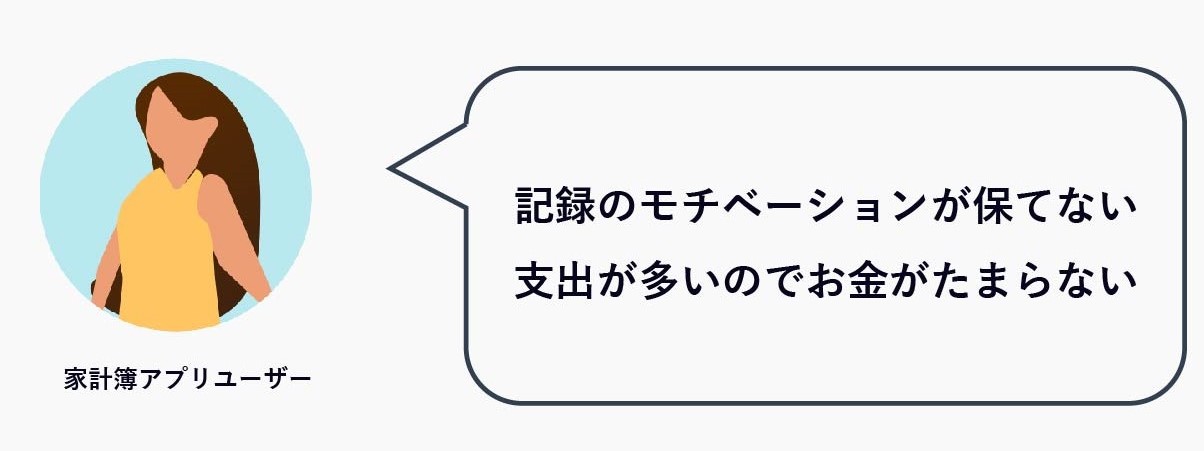 記録のモチベーションが保てない
支出が多いのでお金がたまらない
家計簿アプリユーザー